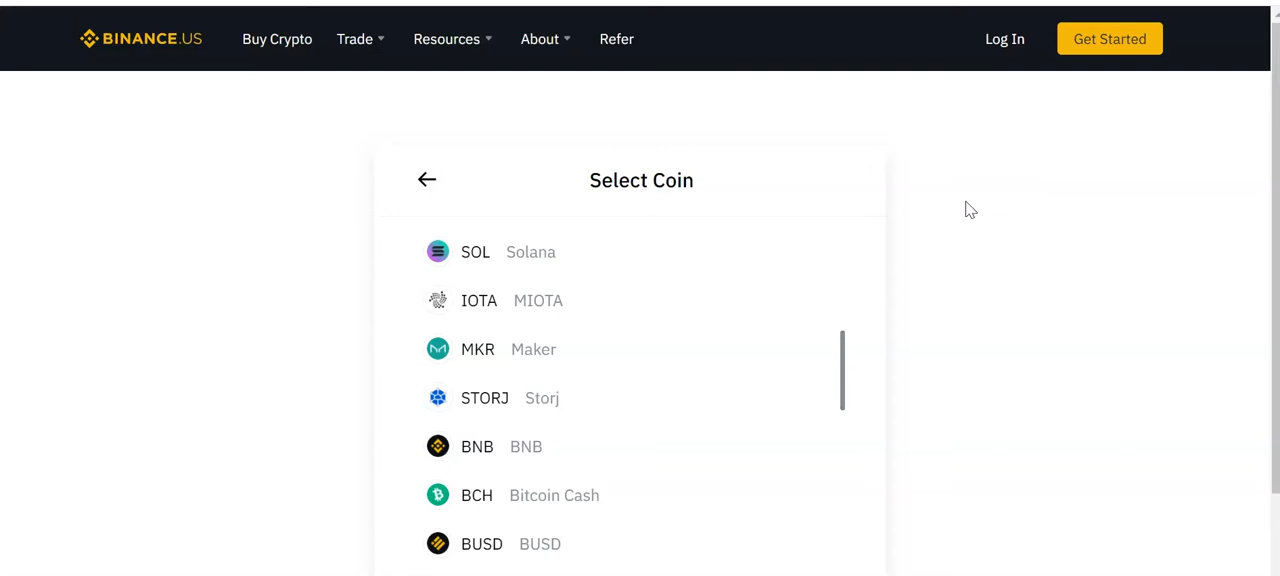 BINANCE.US Buy Crypto Trade Resources About Refer Log In Get Started
Select Coin
SOL Solana
IOTA MIOTA
MKR Maker
STORJ Storj
BNB BNB
BCH Bitcoin Cash
BUSD BUSD